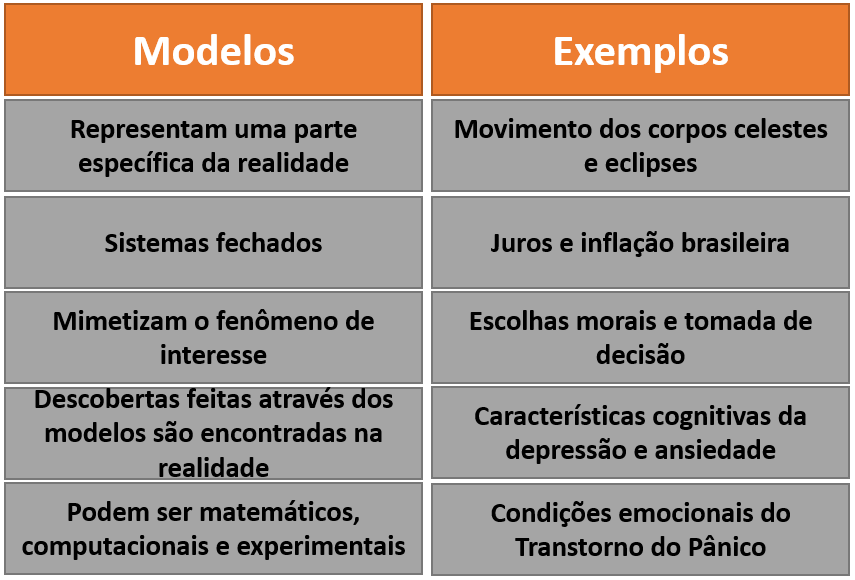 Modelos
Exemplos
Representam uma parte
específica da realidade
Movimento dos corpos celestes
e eclipses
Sistemas fechados
Juros e inflação brasileira
Mimetizam o fenômeno de
interesse
Escolhas morais e tomada de
decisão
Descobertas feitas através dos
modelos são encontradas na
realidade
Características cognitivas da
depressão e ansiedade
Podem ser matemáticos,
computacionais e experimentais
Condições emocionais do
Transtorno do Pânico